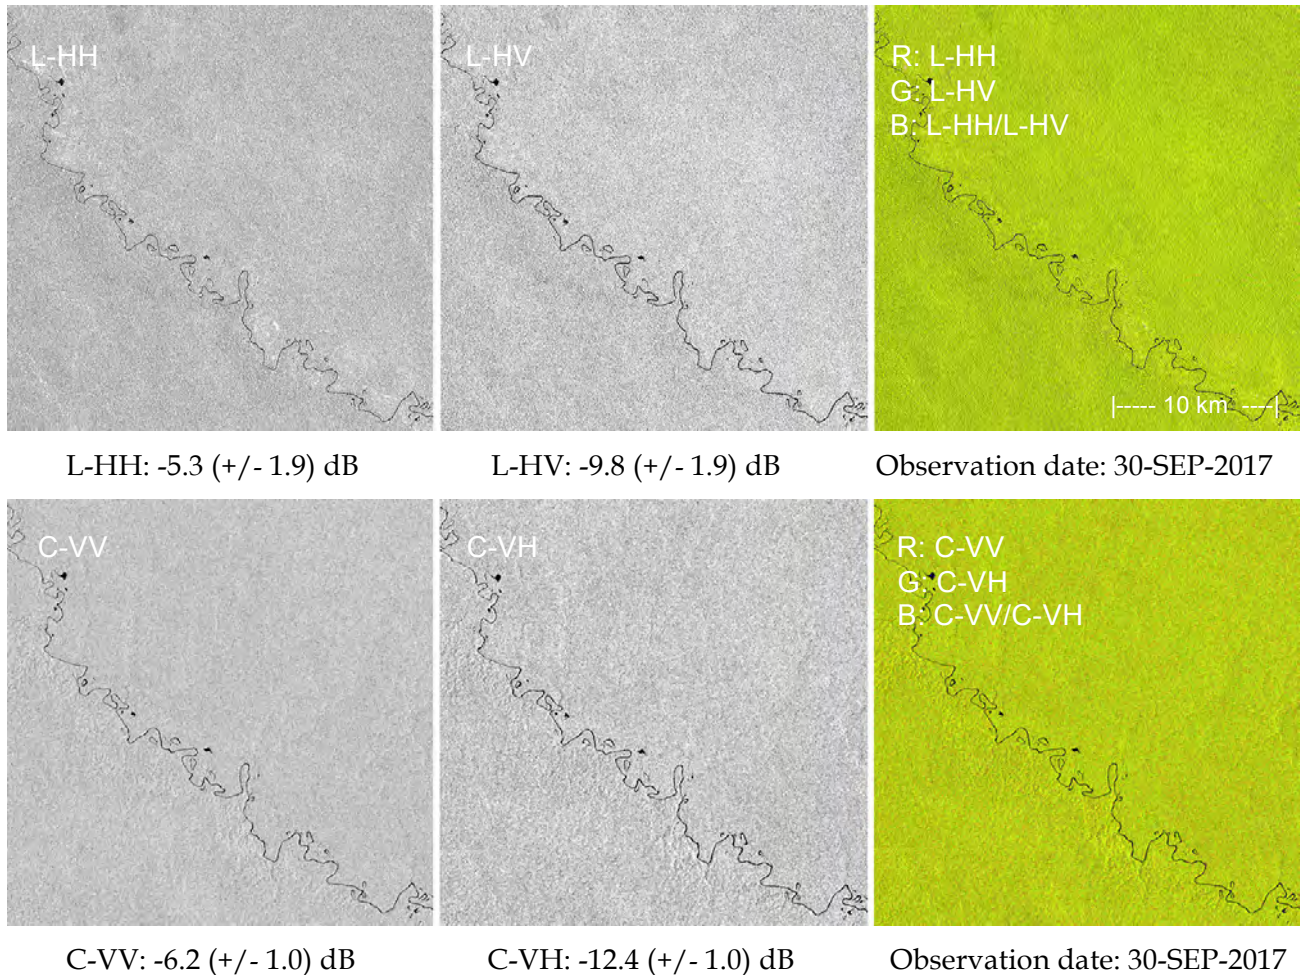 L-HH
L-HV
R: L-HH
G: L-HV
B: L-HH/L-HV
|----- 10 km ----|
L-HH: -5.3 (+/- 1.9) dB
L-HV: -9.8 (+/- 1.9) dB
Observation date: 30-SEP-2017
C-VV
C-VH
R: C-VV
G: C-VH
B: C-VV/C-VH
C-VV: -6.2 (+/- 1.0) dB
C-VH: -12.4 (+/- 1.0) dB
Observation date: 30-SEP-2017